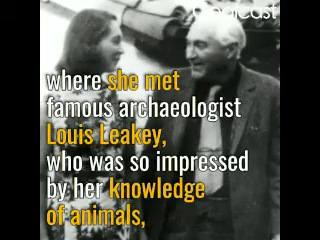 where she met
famous archaeologist
Louis Leakey,
who was so impressed
by her knowledge
of animals,